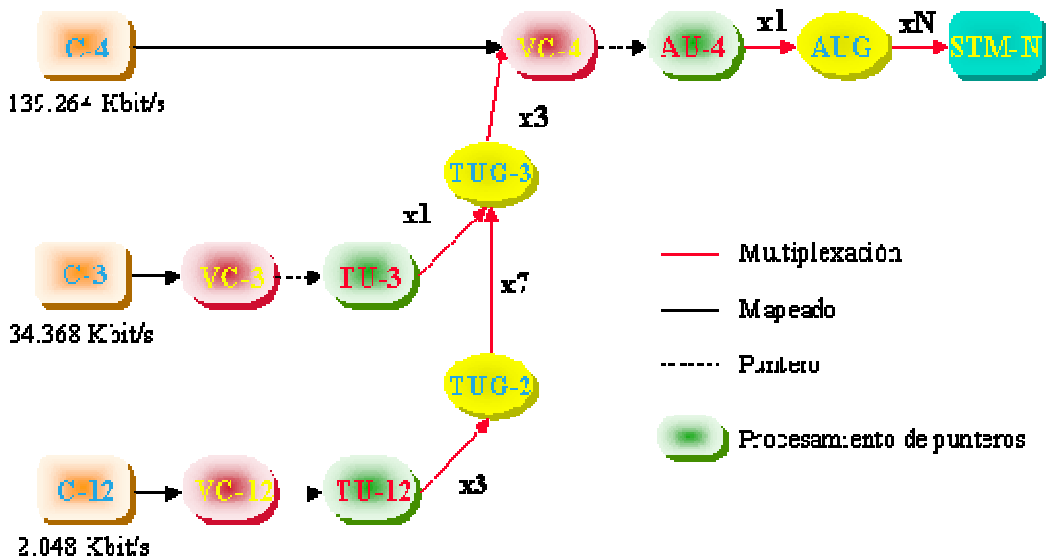 C-4
VC-4
AU-4
x1
AUG
xN
STM-N
139.264 Kbit/s
x3
TUG-3
x1
C-3
VC-3
TU-3
x7
34.368 Kbit/s
TUG-2
C-12
VC-12
TU-12
x3
2.048 Kbit/s
Multiplexación
Mapeado
Puntero
Procesamiento de punteros